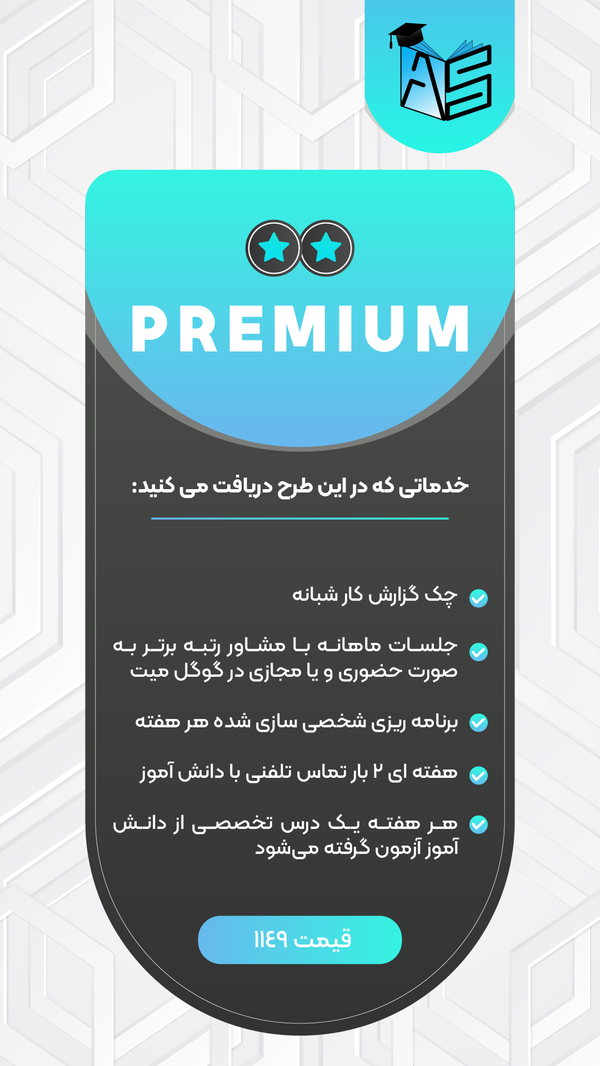 AS
PREMIUM
خدماتی که در این طرح دریافت می کنید:
چک گزارش کار شبانه
جلسات ماهانه با مشاور رتبه برتر به
صورت حضوری و یا مجازی در گوگل میت
برنامه ریزی شخصی سازی شده هر هفته
هفته ای ۲ بار تماس تلفنی با دانش آموز
هر هفته یک درس تخصصی از دانش
آموز آزمون گرفته می‌شود
قیمت ١١٤٩